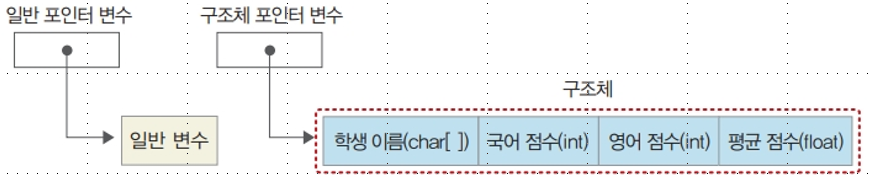 일반 포인터 변수 구조체 포인터 변수
구조체
일반 변수 학생 이름(char[ ]) 국어 점수(int) 영어 점수(int) 평균 점수(float)